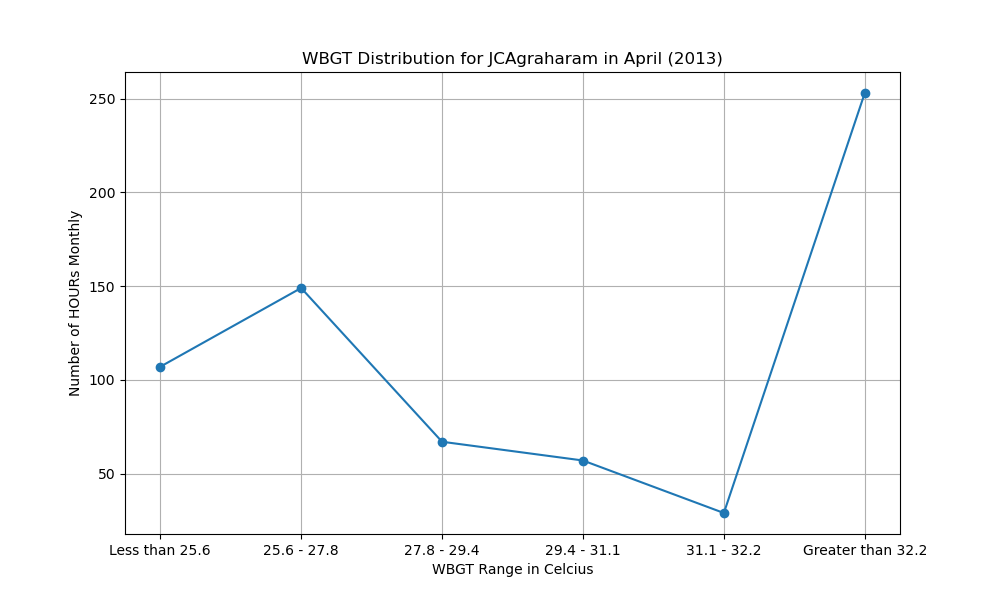 WBGT Distribution for JCAgraharam in April (2013)
Number of HOURs Monthly
250
200
150
100
50
Less than 25.6
25.6 - 27.8
27.8 - 29.4
29.4 - 31.1
31.1 - 32.2
Greater than 32.2
WBGT Range in Celcius